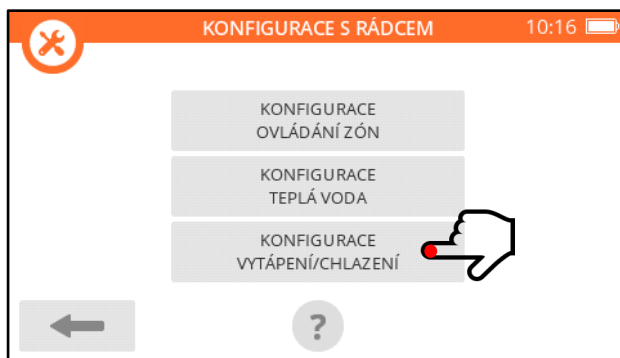 KONFIGURACE S RÁDCEM 10:16
KONFIGURACE
OVLÁDÁNÍ ZÓN
KONFIGURACE
TEPLÁ VODA
KONFIGURACE
VYTÁPENÍ/CHLAZENÍ
?